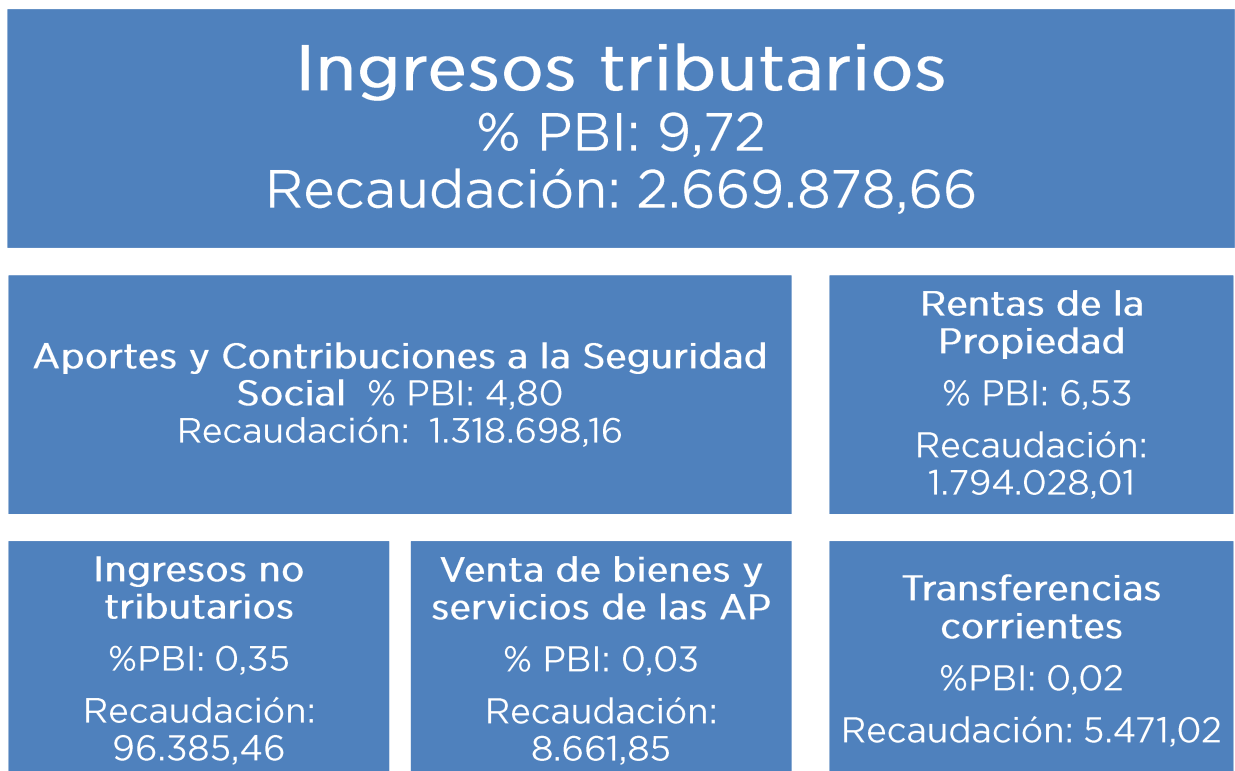 Ingresos tributarios
% PBI: 9,72
Recaudación: 2.669.878,66
Aportes y Contribuciones a la Seguridad
Social % PBI: 4,80
Recaudación: 1.318.698,16
Rentas de la
Propiedad
% PBI: 6,53
Recaudación:
1.794.028,01
Ingresos no
tributarios
%PBI: 0,35
Recaudación:
96.385,46
Venta de bienes y
servicios de las AP
% PBI: 0,03
Recaudación:
8.661,85
Transferencias
corrientes
%PBI: 0,02
Recaudación: 5.471,02